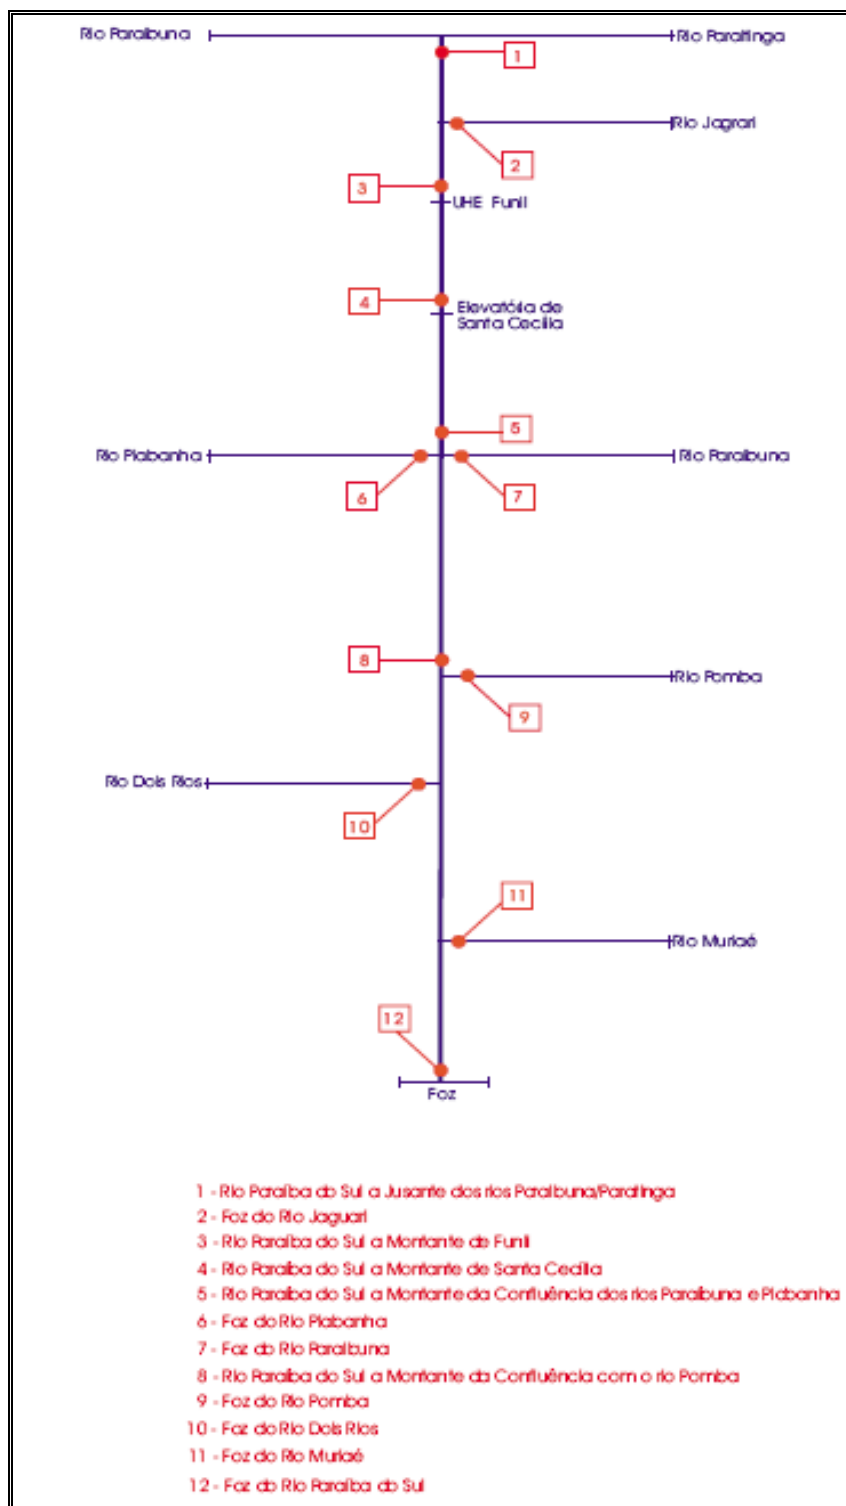 Rio Paraibuna
Rio Paraitinga
1
Rio Jagrari
2
3
UHE Funil
4
Elevatória de
Santa Cecília
5
Rio Piabanha
Rio Paraibuna
6
7
8
Rio Pomba
9
Rio Dois Rios
10
11
Rio Muriaé
12
Foz
1 - Rio Paraíba do Sul a Jusante dos rios Paraibuna/Paratinga
2 - Foz do Rio Jaguari
3 - Rio Paraíba do Sul a Montante de Funil
4 - Rio Paraíba do Sul a Montante de Santa Cecília
5 - Rio Paraíba do Sul a Montante da Confluência dos rios Paraibuna e Piabanha
6 - Foz do Rio Piabanha
7 - Foz do Rio Paraibuna
8 - Rio Paraíba do Sul a Montante da Confluência com o rio Pomba
9 - Foz do Rio Pomba
10 - Foz do Rio Dois Rios
11 - Foz do Rio Muriaé
12 - Foz do Rio Paraíba do Sul